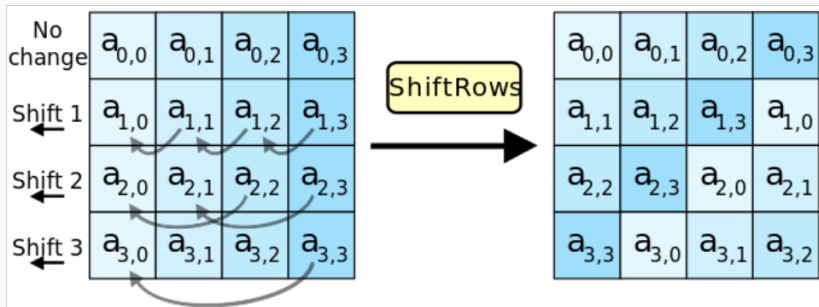 No
change
a0,0 a0,1 a0,2 a0,3
ShiftRows
a0,0 a0,1 a0,2 a0,3
Shift 1
a1,0 a1,1 a1,2 a1,3
a1,1 a1,2 a1,3 a1,0
Shift 2
a2,0 a2,1 a2,2 a2,3
a2,2 a2,3 a2,0 a2,1
Shift 3
a3,0 a3,1 a3,2 a3,3
a3,3 a3,0 a3,1 a3,2